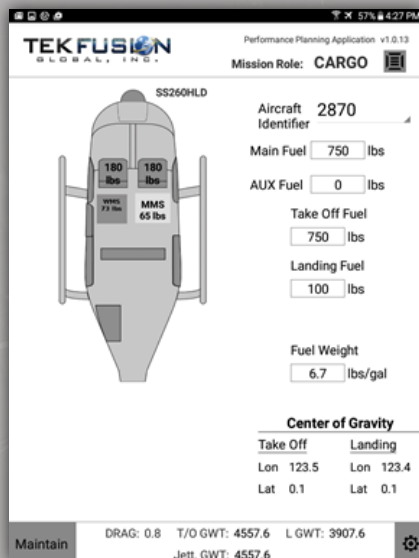 57% 4:27 PM
TEKFUSION
GLOBAL, INC.
Performance Planning Application v1.0.13
Mission Role: CARGO
SS260HLD
Aircraft Identifier 2870
180 lbs
180 lbs
WMS
73 lbs
MMS
65 lbs
Main Fuel 750 lbs
AUX Fuel 0 lbs
Take Off Fuel
750 lbs
Landing Fuel
100 lbs
Fuel Weight
6.7 lbs/gal
Center of Gravity
Take Off Landing
Lon 123.5 Lon 123.4
Lat 0.1 Lat 0.1
Maintain
DRAG: 0.8 T/O GWT: 4557.6 L GWT: 3907.6
Jett. GWT: 4557.6